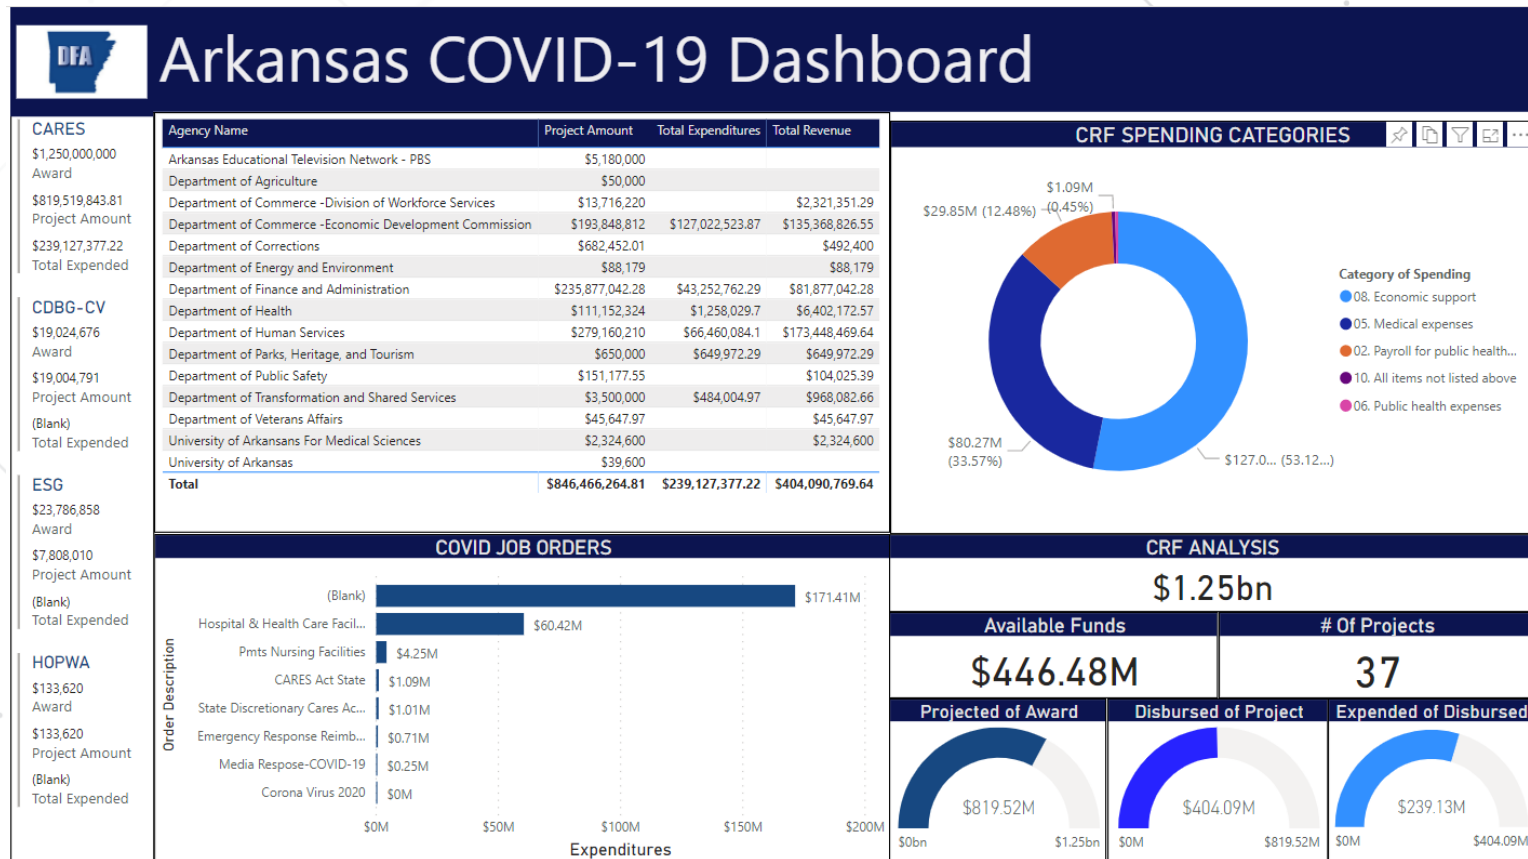 DFA
Arkansas COVID-19 Dashboard
CARES
$1,250,000,000
Award
$819,519,843.81
Project Amount
$239,127,377.22
Total Expended
CDBG-CV
$19,024,676
Award
$19,004,791
Project Amount
(Blank)
Total Expended
ESG
$23,786,858
Award
$7,808,010
Project Amount
(Blank)
Total Expended
HOPWA
$133,620
Award
$133,620
Project Amount
(Blank)
Total Expended
Agency Name Project Amount Total Expenditures Total Revenue
Arkansas Educational Television Network - PBS $5,180,000
Department of Agriculture $50,000
Department of Commerce -Division of Workforce Services $13,716,220 $2,321,351.29
Department of Commerce -Economic Development Commission $193,848,812 $127,022,523.87 $135,368,826.55
Department of Corrections $682,452.01 $492,400
Department of Energy and Environment $88,179 $88,179
Department of Finance and Administration $235,877,042.28 $43,252,762.29 $81,877,042.28
Department of Health $111,152,324 $1,258,029.7 $6,402,172.57
Department of Human Services $279,160,210 $66,460,084.1 $173,448,469.64
Department of Parks, Heritage, and Tourism $650,000 $649,972.29 $649,972.29
Department of Public Safety $151,177.55 $104,025.39
Department of Transformation and Shared Services $3,500,000 $484,004.97 $968,082.66
Department of Veterans Affairs $45,647.97 $45,647.97
University of Arkansans For Medical Sciences $2,324,600 $2,324,600
University of Arkansas $39,600
Total $846,466,264.81 $239,127,377.22 $404,090,769.64
CRF SPENDING CATEGORIES
$1.09M
(0.45%)
$29.85M (12.48%)
$80.27M
(33.57%)
$127.0... (53.12...)
Category of Spending
08. Economic support
05. Medical expenses
02. Payroll for public health...
10. All items not listed above
06. Public health expenses
COVID JOB ORDERS
Order Description
(Blank) $171.41M
Hospital & Health Care Facil... $60.42M
Pmts Nursing Facilities $4.25M
CARES Act State $1.09M
State Discretionary Cares Ac... $1.01M
Emergency Response Reimb... $0.71M
Media Respose-COVID-19 $0.25M
Corona Virus 2020 $0M
$0M $50M $100M $150M $200M
Expenditures
CRF ANALYSIS
$1.25bn
Available Funds
$446.48M
# Of Projects
37
Projected of Award
$819.52M
$0bn $1.25bn
Disbursed of Project
$404.09M
$0M $819.52M
Expended of Disbursed
$239.13M
$0M $404.09M